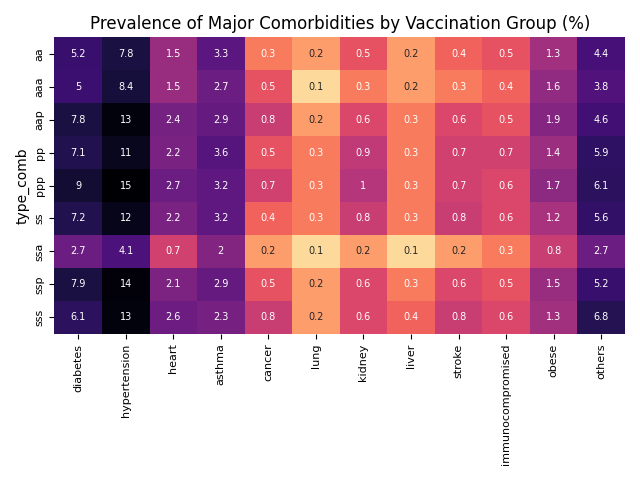 Prevalence of Major Comorbidities by Vaccination Group (%)
type_comb
aa 5.2 7.8 1.5 3.3 0.3 0.2 0.5 0.2 0.4 0.5 1.3 4.4
aaa 5 8.4 1.5 2.7 0.5 0.1 0.3 0.2 0.3 0.4 1.6 3.8
aap 7.8 13 2.4 2.9 0.8 0.2 0.6 0.3 0.6 0.5 1.9 4.6
pp 7.1 11 2.2 3.6 0.5 0.3 0.9 0.3 0.7 0.7 1.4 5.9
ppp 9 15 2.7 3.2 0.7 0.3 1 0.3 0.7 0.6 1.7 6.1
ss 7.2 12 2.2 3.2 0.4 0.3 0.8 0.3 0.8 0.6 1.2 5.6
ssa 2.7 4.1 0.7 2 0.2 0.1 0.2 0.1 0.2 0.3 0.8 2.7
ssp 7.9 14 2.1 2.9 0.5 0.2 0.6 0.3 0.6 0.5 1.5 5.2
sss 6.1 13 2.6 2.3 0.8 0.2 0.6 0.4 0.8 0.6 1.3 6.8
diabetes hypertension heart asthma cancer lung kidney liver stroke immunocompromised obese others